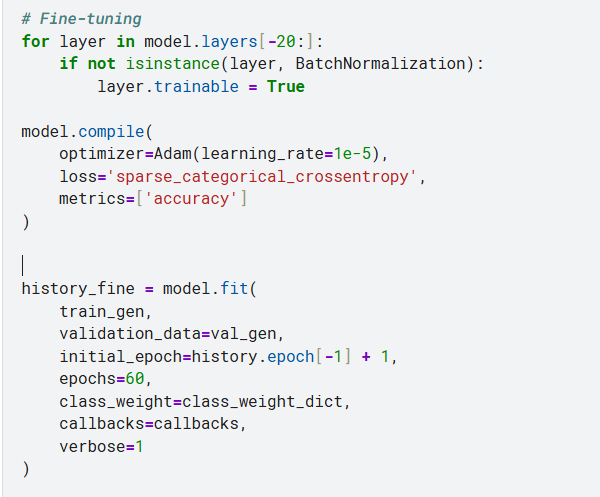 # Fine-tuning
for layer in model.layers[-20:]:
    if not isinstance(layer, BatchNormalization):
        layer.trainable = True

model.compile(
    optimizer=Adam(learning_rate=1e-5),
    loss='sparse_categorical_crossentropy',
    metrics=['accuracy']
)

history_fine = model.fit(
    train_gen,
    validation_data=val_gen,
    initial_epoch=history.epoch[-1] + 1,
    epochs=60,
    class_weight=class_weight_dict,
    callbacks=callbacks,
    verbose=1
)